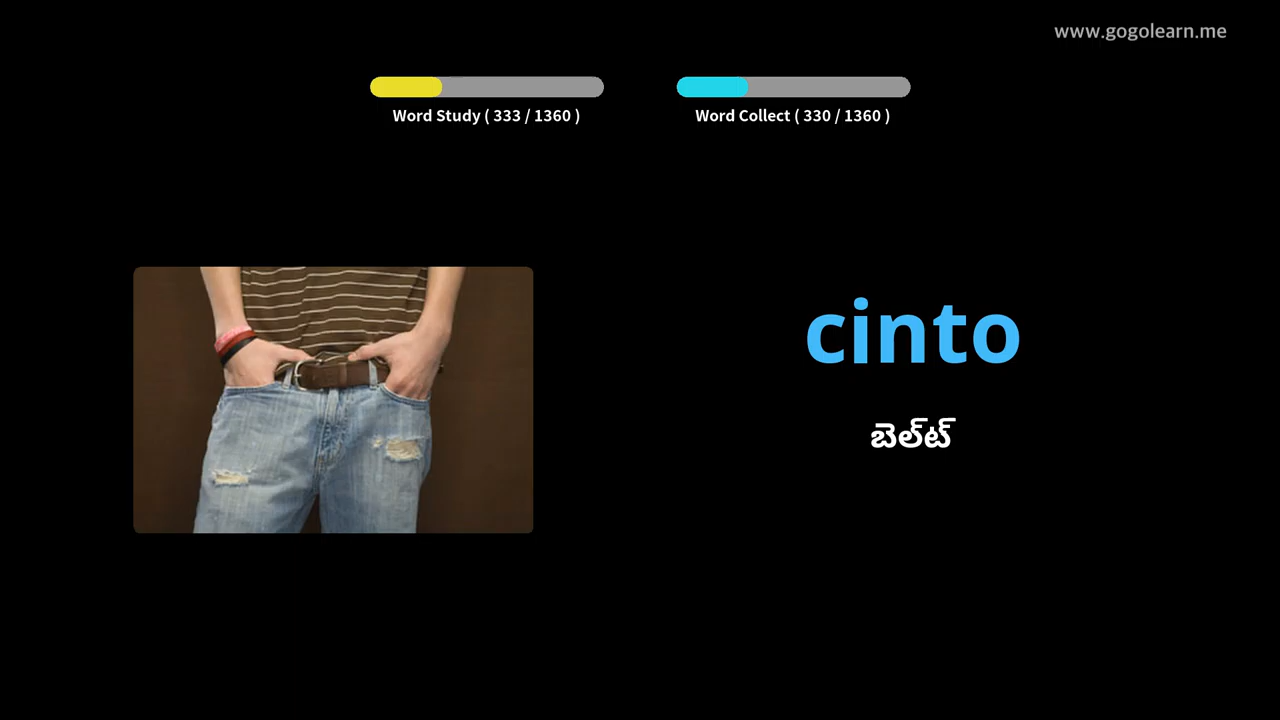 www.gogolearn.me
Word Study ( 333 / 1360 )
Word Collect ( 330 / 1360 )
cinto
బెల్ట్